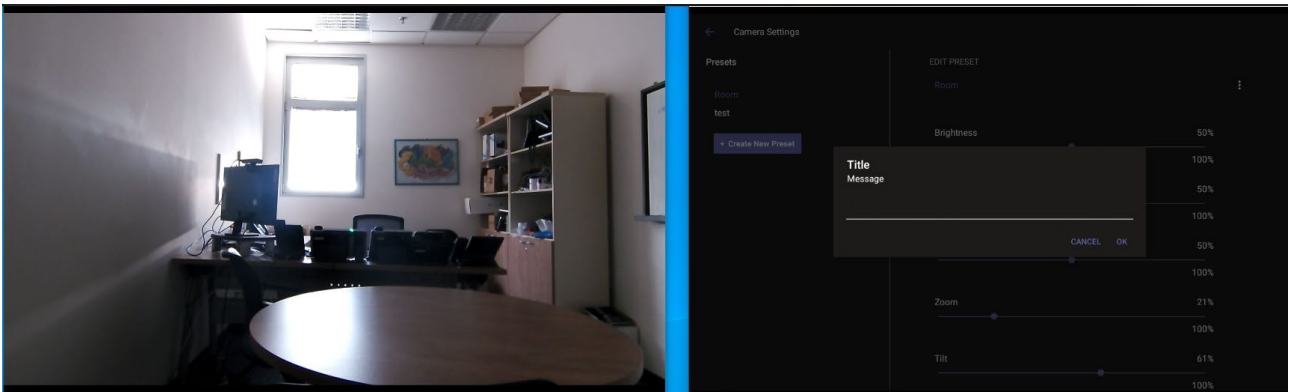 Camera Settings
Presets
Room
test
+ Create New Preset
EDIT PRESET
Room
Brightness
50%
100%
50%
100%
50%
100%
Zoom
21%
100%
Tilt
61%
100%
Title
Message
CANCEL OK